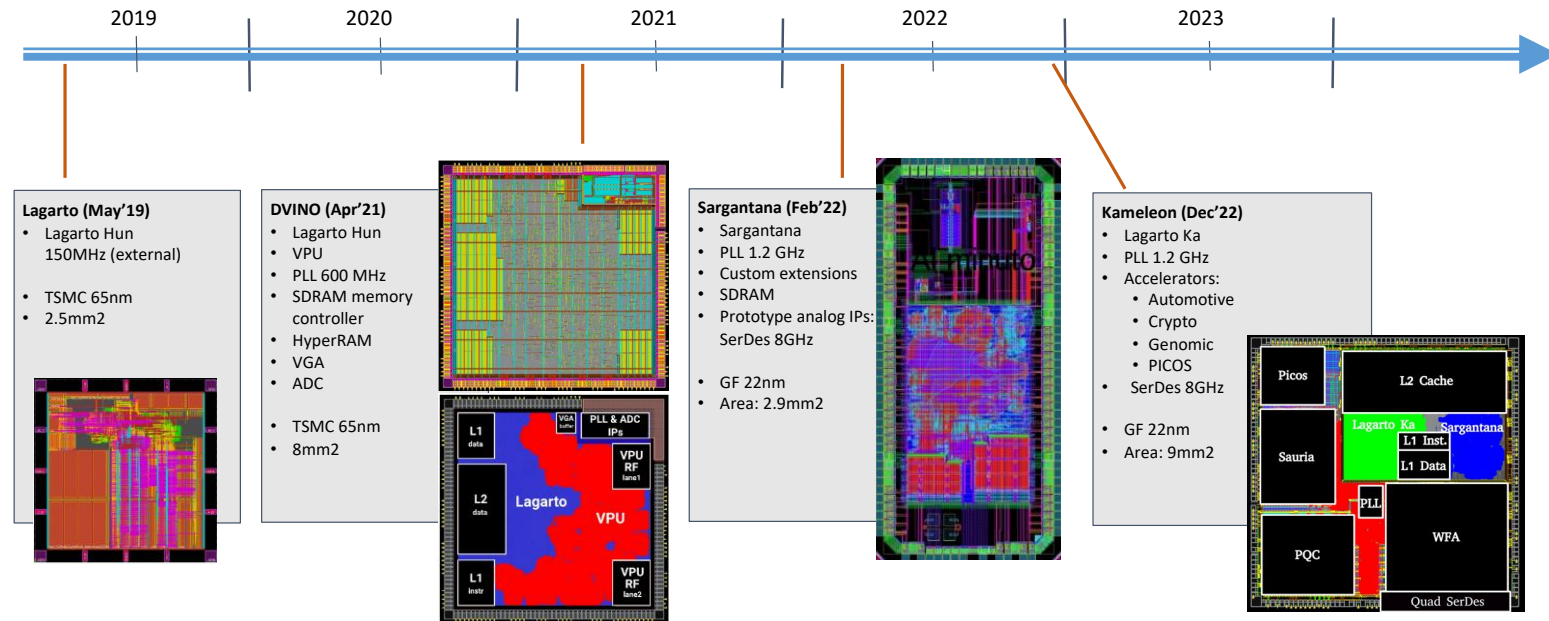 2019
2020
2021
2022
2023
Lagarto (May’19)
• Lagarto Hun
150MHz (external)
• TSMC 65nm
• 2.5mm2
DVINO (Apr’21)
• Lagarto Hun
• VPU
• PLL 600 MHz
• SDRAM memory
controller
• HyperRAM
• VGA
• ADC
• TSMC 65nm
• 8mm2
L1
data
VGA
buffer
PLL & ADC
IPs
VPU
RF
lane1
L2
data
Lagarto
VPU
L1
instr
VPU
RF
lane2
Sargantana (Feb’22)
• Sargantana
• PLL 1.2 GHz
• Custom extensions
• SDRAM
• Prototype analog IPs:
SerDes 8GHz
• GF 22nm
• Area: 2.9mm2
Kameleon (Dec’22)
• Lagarto Ka
• PLL 1.2 GHz
• Accelerators:
• Automotive
• Crypto
• Genomic
• PICOS
• SerDes 8GHz
• GF 22nm
• Area: 9mm2
Picos
L2 Cache
Lagarto Ka
Sargantana
L1 Inst.
L1 Data
Sauria
PLL
PQC
WFA
Quad SerDes